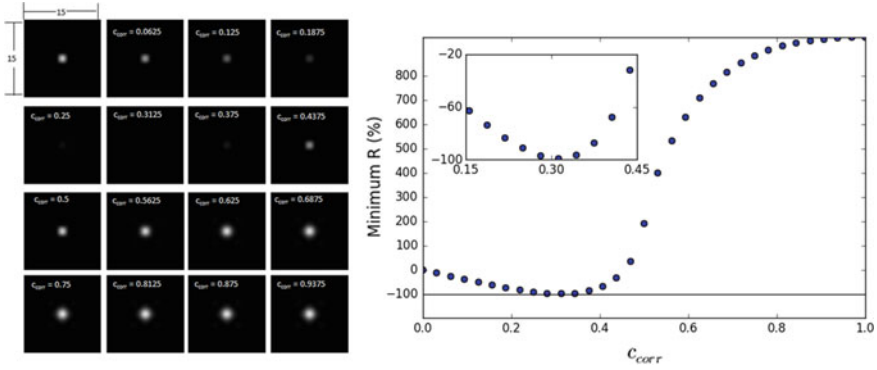 15
15
c_corr = 0.0625
c_corr = 0.125
c_corr = 0.1875
c_corr = 0.25
c_corr = 0.3125
c_corr = 0.375
c_corr = 0.4375
c_corr = 0.5
c_corr = 0.5625
c_corr = 0.625
c_corr = 0.6875
c_corr = 0.75
c_corr = 0.8125
c_corr = 0.875
c_corr = 0.9375
Minimum R (%)
800
700
600
500
400
300
200
100
0
−100
0.0
0.2
0.4
0.6
0.8
1.0
c_corr
−20
−60
−100
0.15
0.30
0.45